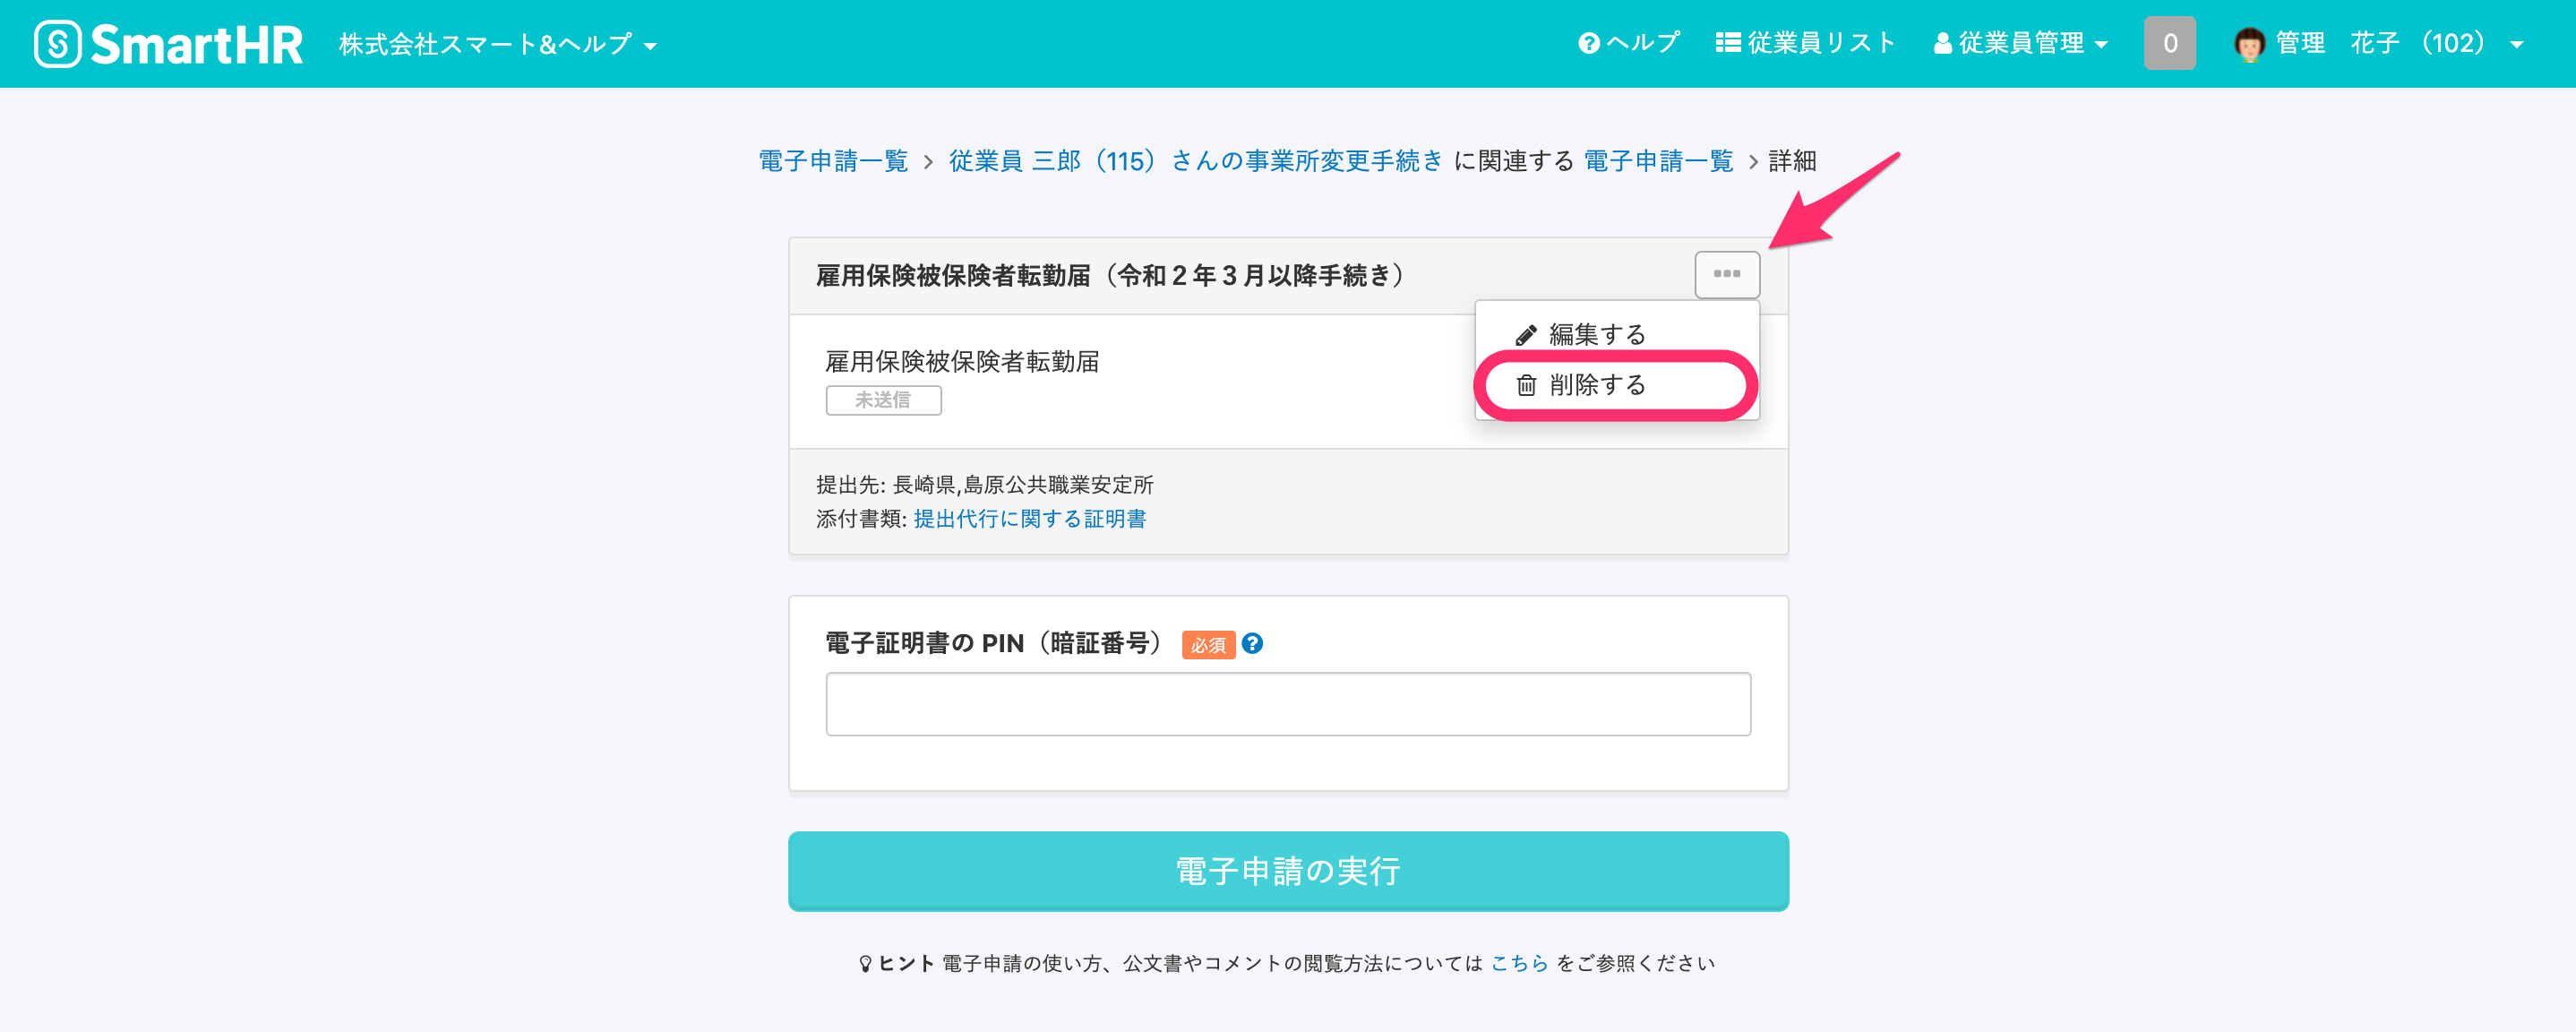 SmartHR 株式会社スマート&ヘルプ ヘルプ 従業員リスト 従業員管理 0 管理 花子 （102）
電子申請一覧 > 従業員 三郎（115）さんの事業所変更手続き に関連する 電子申請一覧 > 詳細
雇用保険被保険者転勤届（令和２年３月以降手続き）
編集する
雇用保険被保険者転勤届
削除する
未送信
提出先: 長崎県,島原公共職業安定所
添付書類: 提出代行に関する証明書
電子証明書の PIN（暗証番号） 必須 ?
電子申請の実行
ヒント 電子申請の使い方、公文書やコメントの閲覧方法については こちら をご参照ください